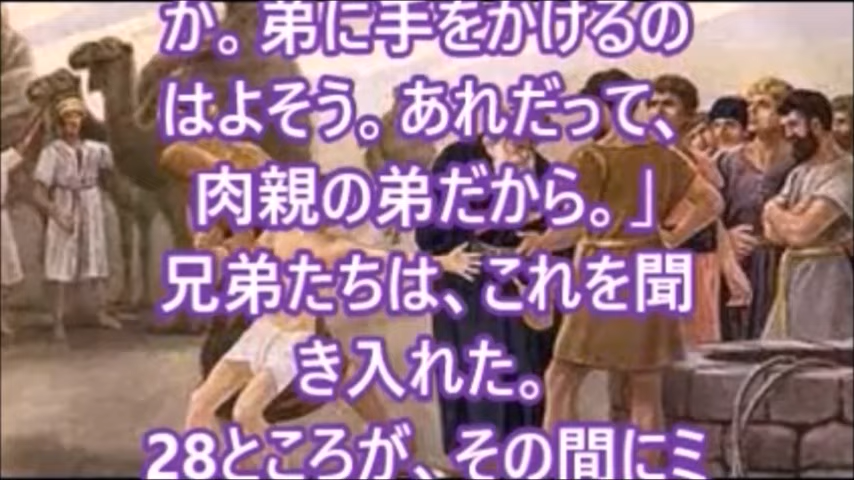 か。弟に手をかけるの
はよそう。あれだって、
肉親の弟だから。」
兄弟たちは、これを聞
き入れた。
28ところが、その間にミ